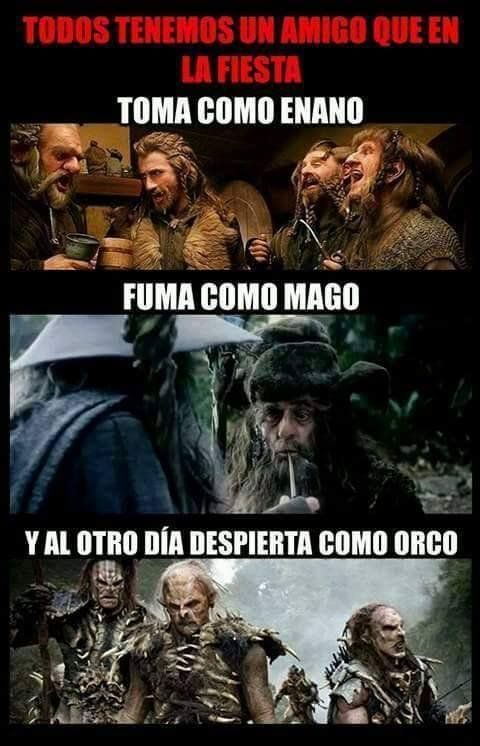 TODOS TENEMOS UN AMIGO QUE EN
LA FIESTA
TOMA COMO ENANO
FUMA COMO MAGO
Y AL OTRO DÍA DESPIERTA COMO ORCO